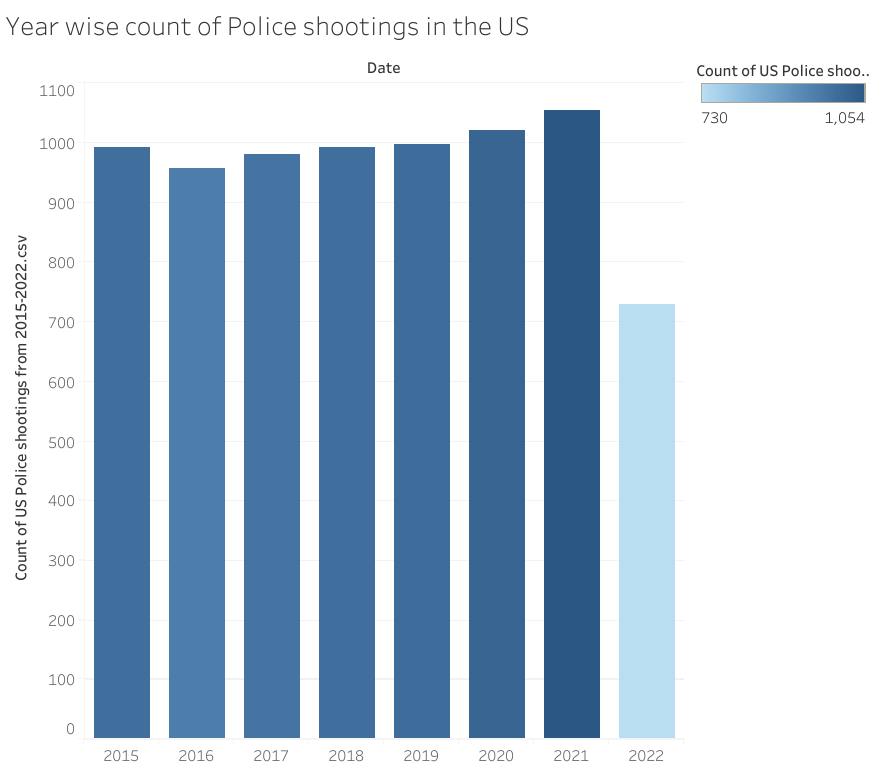 Year wise count of Police shootings in the US
Date
Count of US Police shoo..
730 1,054
Count of US Police shootings from 2015-2022.csv
1100
1000
900
800
700
600
500
400
300
200
100
0
2015 2016 2017 2018 2019 2020 2021 2022